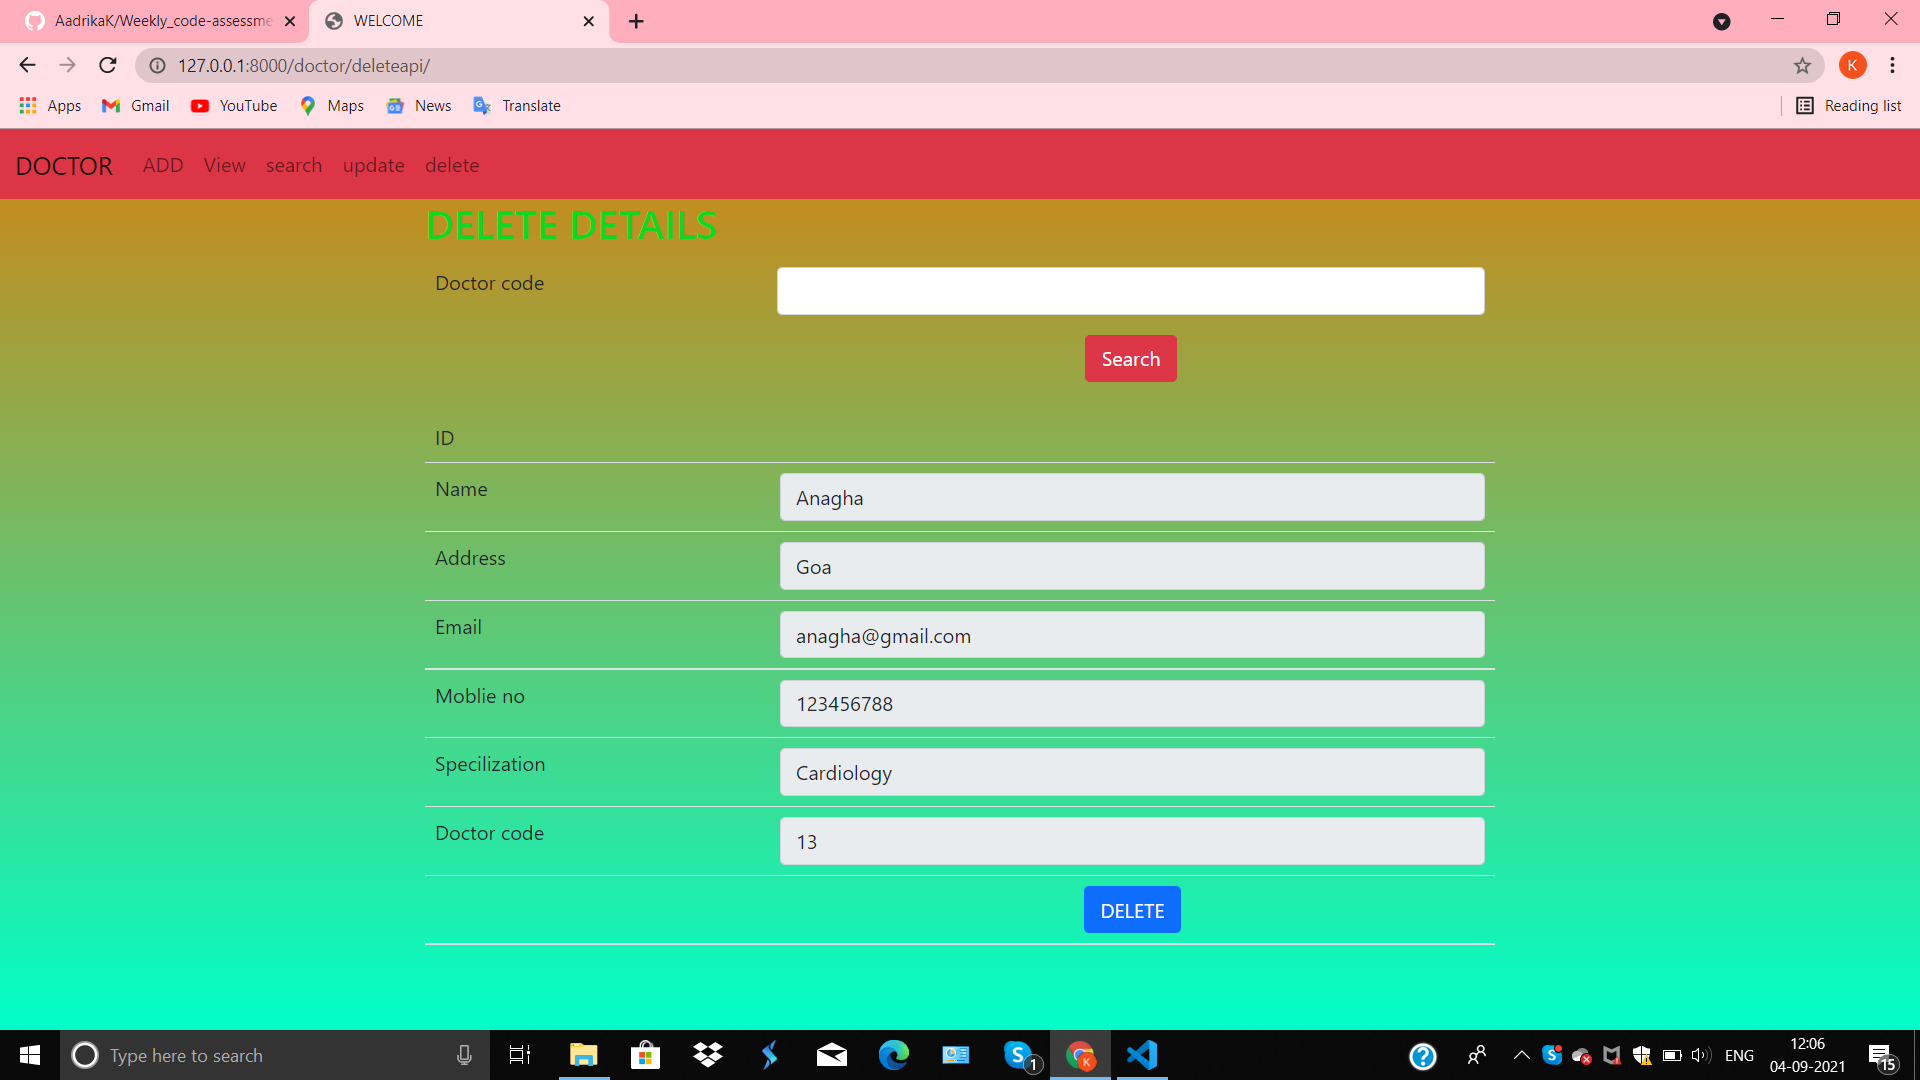 AadrikaK/Weekly_code-assessme
WELCOME
127.0.0.1:8000/doctor/deleteapi/
K
Apps Gmail YouTube Maps News Translate Reading list
DOCTOR ADD View search update delete
DELETE DETAILS
Doctor code
Search
ID
Name Anagha
Address Goa
Email anagha@gmail.com
Moblie no 123456788
Specilization Cardiology
Doctor code 13
DELETE
Type here to search
1
K
ENG
12:06
04-09-2021
15